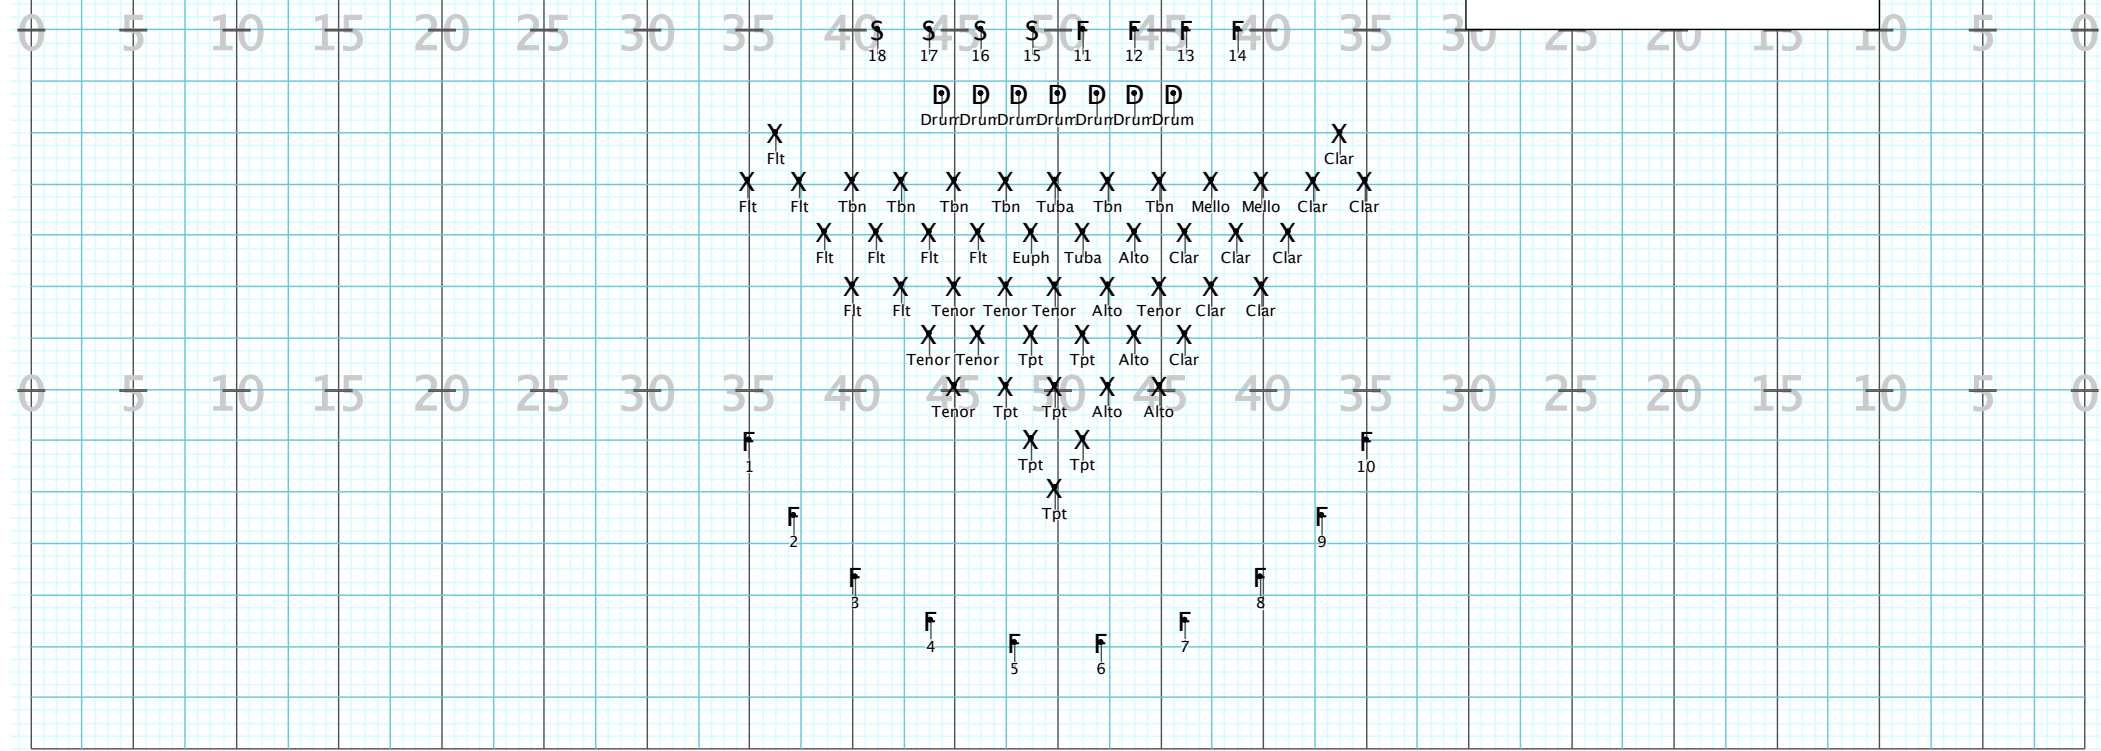 0 5 10 15 20 25 30 35 40 45 50 45 40 35 30 25 20 15 10 5 0
S S S S F F F F
18 17 16 15 11 12 13 14
D D D D D D D
Drum Drum Drum Drum Drum Drum Drum
X X
Flt Clar
X X X X X X X X X X X X X
Flt Flt Tbn Tbn Tbn Tbn Tuba Tbn Tbn Mello Mello Clar Clar
X X X X X X X X X X
Flt Flt Flt Flt Euph Tuba Alto Clar Clar Clar
X X X X X X X X X
Flt Flt Tenor Tenor Tenor Alto Tenor Clar Clar
X X X X X X
Tenor Tenor Tpt Tpt Alto Clar
X X X X X
0 5 10 15 20 25 30 35 40 45 50 45 40 35 30 25 20 15 10 5 0
Tenor Tpt Tpt Alto Alto
F X X F
1 Tpt Tpt 10
X
Tpt
F F
2 9
F F
3 8
F F
4 7
F F
5 6